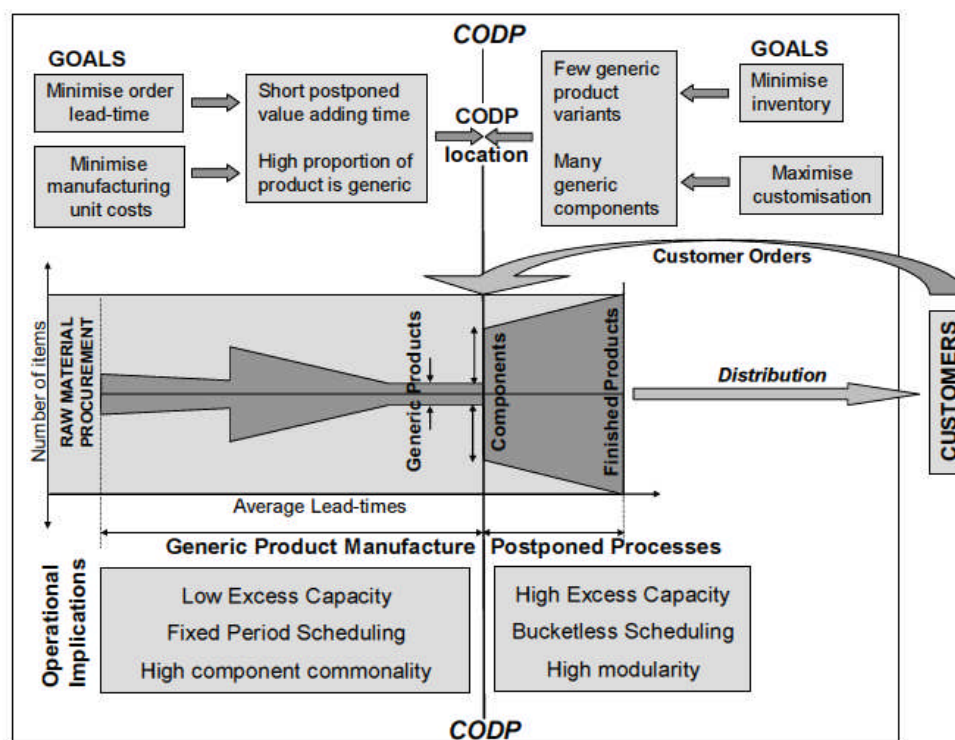 CODP
GOALS
Minimise order
lead-time
Minimise
manufacturing
unit costs
Short postponed
value adding time
High proportion of
product is generic
CODP
location
Few generic
product
variants
Many
generic
components
GOALS
Minimise
inventory
Maximise
customisation
Customer Orders
Number of items
RAW MATERIAL
PROCUREMENT
Generic Products
Components
Finished Products
Distribution
CUSTOMERS
Average Lead-times
Generic Product Manufacture
Postponed Processes
Operational
Implications
Low Excess Capacity
Fixed Period Scheduling
High component commonality
High Excess Capacity
Bucketless Scheduling
High modularity
CODP